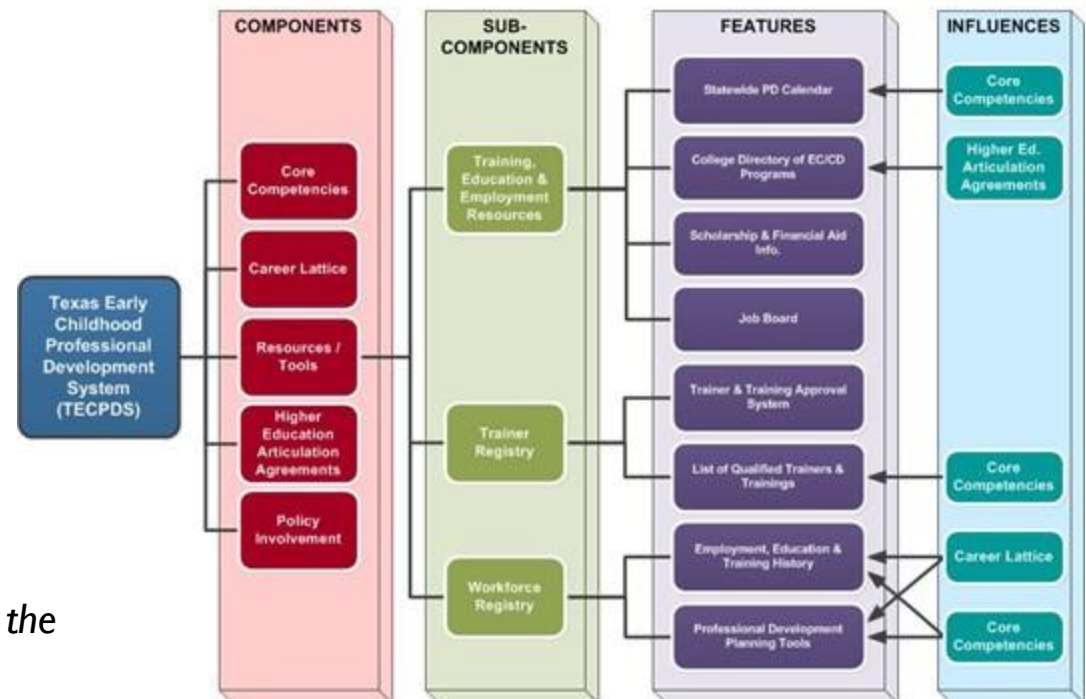 COMPONENTS
SUB-
COMPONENTS
FEATURES
INFLUENCES
Texas Early
Childhood
Professional
Development
System
(TECPDS)
Core
Competencies
Career Lattice
Resources /
Tools
Higher
Education
Articulation
Agreements
Policy
Involvement
Training,
Education &
Employment
Resources
Trainer
Registry
Workforce
Registry
Statewide PD Calendar
College Directory of EC/CD
Programs
Scholarship & Financial Aid
Info.
Job Board
Trainer & Training Approval
System
List of Qualified Trainers &
Trainings
Employment, Education &
Training History
Professional Development
Planning Tools
Core
Competencies
Higher Ed.
Articulation
Agreements
Core
Competencies
Career Lattice
Core
Competencies
the